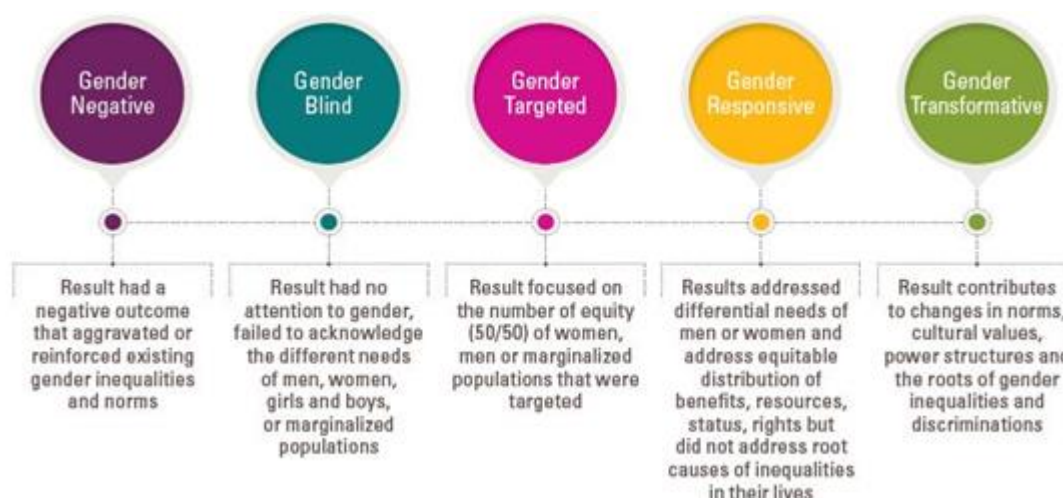 Gender
Negative
Gender
Blind
Gender
Targeted
Gender
Responsive
Gender
Transformative
Result had a
negative outcome
that aggravated or
reinforced existing
gender inequalities
and norms
Result had no
attention to gender,
failed to acknowledge
the different needs
of men, women,
girls and boys,
or marginalized
populations
Result focused on
the number of equity
(50/50) of women,
men or marginalized
populations that were
targeted
Results addressed
differential needs of
men or women and
address equitable
distribution of
benefits, resources,
status, rights but
did not address root
causes of inequalities
in their lives
Result contributes
to changes in norms,
cultural values,
power structures and
the roots of gender
inequalities and
discriminations